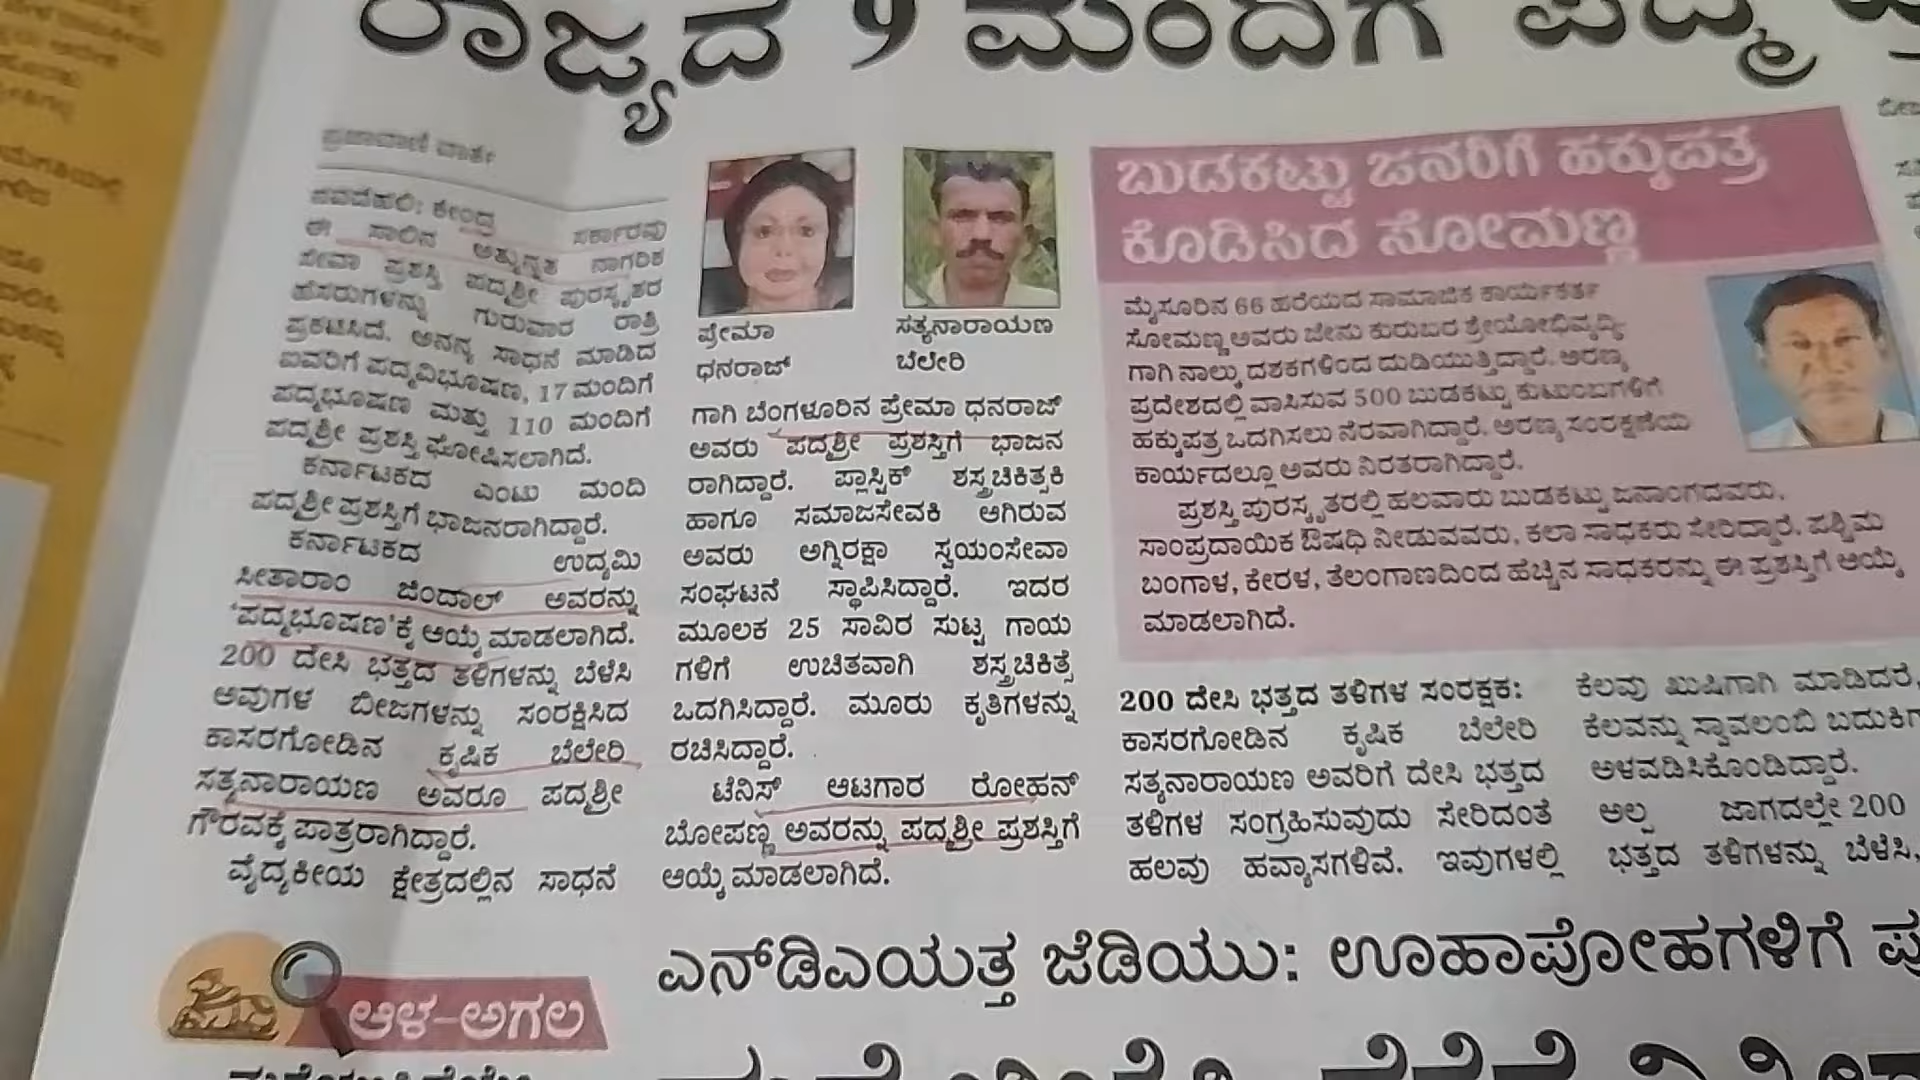 ರಾಜ್ಯದ 9 ಮಂದಿಗೆ ಪದ್ಮ
ಪ್ರಜಾವಾಣಿ ವಾರ್ತೆ
ನವದೆಹಲಿ: ಕೇಂದ್ರ ಸರ್ಕಾರವು
ಈ ಸಾಲಿನ ಅತ್ಯುನ್ನತ ನಾಗರಿಕ
ಸೇವಾ ಪ್ರಶಸ್ತಿ ಪದ್ಮಶ್ರೀ ಪುರಸ್ಕೃತರ
ಹೆಸರುಗಳನ್ನು ಗುರುವಾರ ರಾತ್ರಿ
ಪ್ರಕಟಿಸಿದೆ. ಅನನ್ಯ ಸಾಧನೆ ಮಾಡಿದ
ಐವರಿಗೆ ಪದ್ಮವಿಭೂಷಣ, 17 ಮಂದಿಗೆ
ಪದ್ಮಭೂಷಣ ಮತ್ತು 110 ಮಂದಿಗೆ
ಪದ್ಮಶ್ರೀ ಪ್ರಶಸ್ತಿ ಘೋಷಿಸಲಾಗಿದೆ.
ಕರ್ನಾಟಕದ ಎಂಟು ಮಂದಿ
ಪದ್ಮಶ್ರೀ ಪ್ರಶಸ್ತಿಗೆ ಭಾಜನರಾಗಿದ್ದಾರೆ.
ಕರ್ನಾಟಕದ ಉದ್ಯಮಿ
ಸೀತಾರಾಂ ಜಿಂದಾಲ್ ಅವರನ್ನು
'ಪದ್ಮಭೂಷಣ'ಕ್ಕೆ ಆಯ್ಕೆ ಮಾಡಲಾಗಿದೆ.
200 ದೇಸಿ ಭತ್ತದ ತಳಿಗಳನ್ನು ಬೆಳೆಸಿ
ಅವುಗಳ ಬೀಜಗಳನ್ನು ಸಂರಕ್ಷಿಸಿದ
ಕಾಸರಗೋಡಿನ ಕೃಷಿಕ ಬೆಲೇರಿ
ಸತ್ಯನಾರಾಯಣ ಅವರೂ ಪದ್ಮಶ್ರೀ
ಗೌರವಕ್ಕೆ ಪಾತ್ರರಾಗಿದ್ದಾರೆ.
ವೈದ್ಯಕೀಯ ಕ್ಷೇತ್ರದಲ್ಲಿನ ಸಾಧನೆ
ಪ್ರೇಮಾ
ಧನರಾಜ್
ಸತ್ಯನಾರಾಯಣ
ಬೆಲೇರಿ
ಗಾಗಿ ಬೆಂಗಳೂರಿನ ಪ್ರೇಮಾ ಧನರಾಜ್
ಅವರು ಪದ್ಮಶ್ರೀ ಪ್ರಶಸ್ತಿಗೆ ಭಾಜನ
ರಾಗಿದ್ದಾರೆ. ಪ್ಲಾಸ್ಟಿಕ್ ಶಸ್ತ್ರಚಿಕಿತ್ಸಕಿ
ಹಾಗೂ ಸಮಾಜಸೇವಕಿ ಆಗಿರುವ
ಅವರು ಅಗ್ನಿರಕ್ಷಾ ಸ್ವಯಂಸೇವಾ
ಸಂಘಟನೆ ಸ್ಥಾಪಿಸಿದ್ದಾರೆ. ಇದರ
ಮೂಲಕ 25 ಸಾವಿರ ಸುಟ್ಟ ಗಾಯ
ಗಳಿಗೆ ಉಚಿತವಾಗಿ ಶಸ್ತ್ರಚಿಕಿತ್ಸೆ
ಒದಗಿಸಿದ್ದಾರೆ. ಮೂರು ಕೃತಿಗಳನ್ನು
ರಚಿಸಿದ್ದಾರೆ.
ಟೆನಿಸ್ ಆಟಗಾರ ರೋಹನ್
ಬೋಪಣ್ಣ ಅವರನ್ನು ಪದ್ಮಶ್ರೀ ಪ್ರಶಸ್ತಿಗೆ
ಆಯ್ಕೆ ಮಾಡಲಾಗಿದೆ.
ಬುಡಕಟ್ಟು ಜನರಿಗೆ ಹಕ್ಕುಪತ್ರ
ಕೊಡಿಸಿದ ಸೋಮಣ್ಣ
ಮೈಸೂರಿನ 66 ಹರೆಯದ ಸಾಮಾಜಿಕ ಕಾರ್ಯಕರ್ತ
ಸೋಮಣ್ಣ ಅವರು ಜೇನು ಕುರುಬರ ಶ್ರೇಯೋಭಿವೃದ್ಧಿ
ಗಾಗಿ ನಾಲ್ಕು ದಶಕಗಳಿಂದ ದುಡಿಯುತ್ತಿದ್ದಾರೆ. ಅರಣ್ಯ
ಪ್ರದೇಶದಲ್ಲಿ ವಾಸಿಸುವ 500 ಬುಡಕಟ್ಟು ಕುಟುಂಬಗಳಿಗೆ
ಹಕ್ಕುಪತ್ರ ಒದಗಿಸಲು ನೆರವಾಗಿದ್ದಾರೆ. ಅರಣ್ಯ ಸಂರಕ್ಷಣೆಯ
ಕಾರ್ಯದಲ್ಲೂ ಅವರು ನಿರತರಾಗಿದ್ದಾರೆ.
ಪ್ರಶಸ್ತಿ ಪುರಸ್ಕೃತರಲ್ಲಿ ಹಲವಾರು ಬುಡಕಟ್ಟು ಜನಾಂಗದವರು,
ಸಾಂಪ್ರದಾಯಿಕ ಔಷಧಿ ನೀಡುವವರು, ಕಲಾ ಸಾಧಕರು ಸೇರಿದ್ದಾರೆ. ಪಶ್ಚಿಮ
ಬಂಗಾಳ, ಕೇರಳ, ತೆಲಂಗಾಣದಿಂದ ಹೆಚ್ಚಿನ ಸಾಧಕರನ್ನು ಈ ಪ್ರಶಸ್ತಿಗೆ ಆಯ್ಕೆ
ಮಾಡಲಾಗಿದೆ.
200 ದೇಸಿ ಭತ್ತದ ತಳಿಗಳ ಸಂರಕ್ಷಕ:
ಕಾಸರಗೋಡಿನ ಕೃಷಿಕ ಬೆಲೇರಿ
ಸತ್ಯನಾರಾಯಣ ಅವರಿಗೆ ದೇಸಿ ಭತ್ತದ
ತಳಿಗಳ ಸಂಗ್ರಹಿಸುವುದು ಸೇರಿದಂತೆ
ಹಲವು ಹವ್ಯಾಸಗಳಿವೆ. ಇವುಗಳಲ್ಲಿ
ಕೆಲವು ಖುಷಿಗಾಗಿ ಮಾಡಿದರೆ,
ಕೆಲವನ್ನು ಸ್ವಾವಲಂಬಿ
ಅಳವಡಿಸಿಕೊಂಡಿದ್ದಾರೆ.
ಅಲ್ಪ ಜಾಗದಲ್ಲೇ 200
ಭತ್ತದ ತಳಿಗಳನ್ನು ಬೆಳೆಸಿ,
ಎನ್‌ಡಿಎಯತ್ತ ಜೆಡಿಯು: ಊಹಾಪೋಹಗಳಿಗೆ
ಆಳ-ಅಗಲ